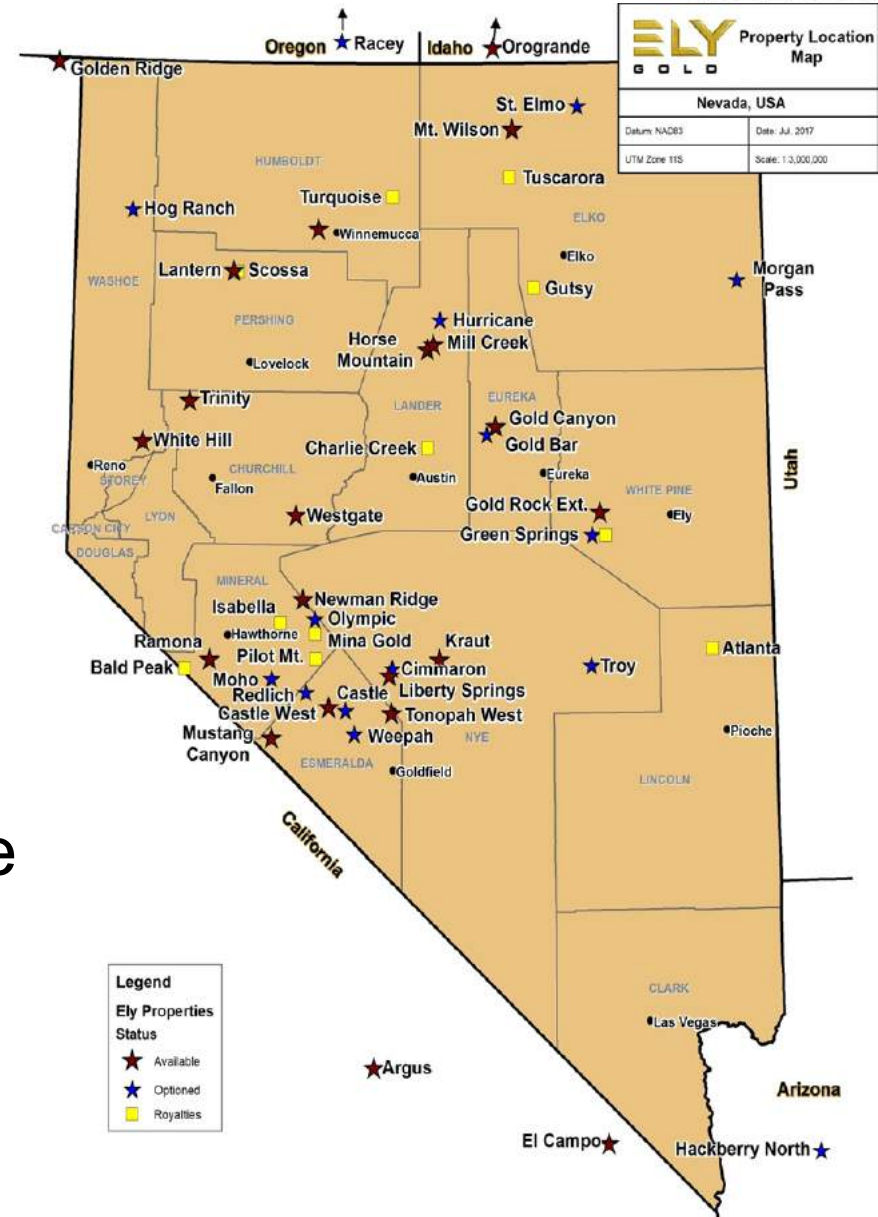 Oregon
Racey
Idaho
Orogrande
ELY
GOLD
Property Location
Map
Nevada, USA
Datum: NAD83
Date: Jul. 2017
UTM Zone 11S
Scale: 1:3,000,000
Golden Ridge
St. Elmo
Mt. Wilson
HUMBOLDT
Tuscarora
Turquoise
Hog Ranch
ELKO
Winnemucca
Elko
Lantern
Scossa
Morgan
Pass
WASHOE
Gutsy
PERSHING
Hurricane
Horse
Mountain
Mill Creek
Lovelock
Trinity
EUREKA
LANDER
Gold Canyon
White Hill
Gold Bar
Charlie Creek
Reno
CHURCHILL
Utah
STOREY
Fallon
Austin
Eureka
WHITE PINE
LYON
Westgate
Gold Rock Ext.
Ely
CARSON CITY
Green Springs
DOUGLAS
MINERAL
Newman Ridge
Isabella
Olympic
Hawthorne
Mina Gold
Ramona
Kraut
Atlanta
Bald Peak
Pilot Mt.
Cimmaron
Troy
Moho
Redlich
Castle
Liberty Springs
Castle West
Tonopah West
Mustang
Canyon
Weepah
NYE
Pioche
ESMERALDA
Goldfield
LINCOLN
California
e
Legend
Ely Properties
Status
Available
Optioned
Royalties
CLARK
Las Vegas
Argus
Arizona
El Campo
Hackberry North